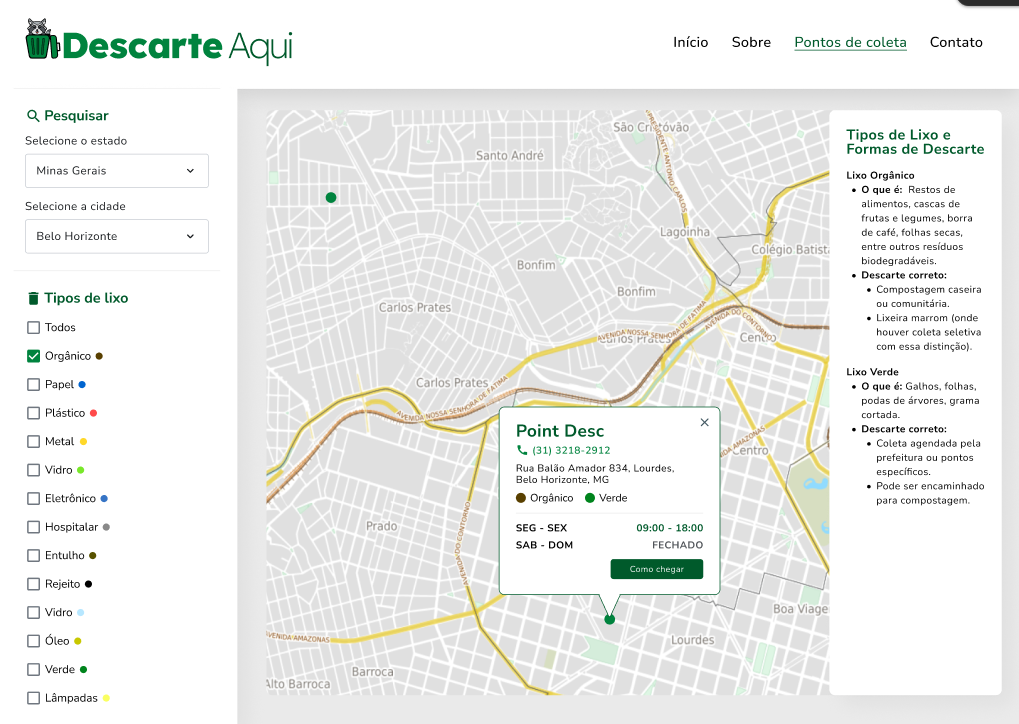 Descarte Aqui
Início Sobre Pontos de coleta Contato
Pesquisar
Selecione o estado
Minas Gerais
Selecione a cidade
Belo Horizonte
Tipos de lixo
Todos
Orgânico
Papel
Plástico
Metal
Vidro
Eletrônico
Hospitalar
Entulho
Rejeito
Vidro
Óleo
Verde
Lâmpadas
São Cristóvão
Santo André
PRESIDENTE ANTÔNIO CARLOS
Lagoinha
Colégio Batista
Bonfim
Bonfim
Carlos Prates
AVENIDA NOSSA SENHORA DE FÁTIMA
AVENIDA DO CONTORNO
Carlos Prates
Centro
Carlos Prates
AVENIDA NOSSA SENHORA DE FÁTIMA
AVENIDA AMAZONAS
Centro
Prado
AVENIDA DO CONTORNO
Boa Viage
AVENIDA AMAZONAS
Lourdes
Barroca
Alto Barroca
Point Desc
(31) 3218-2912
Rua Balão Amador 834, Lourdes,
Belo Horizonte, MG
Orgânico Verde
SEG - SEX 09:00 - 18:00
SAB - DOM FECHADO
Como chegar
Tipos de Lixo e
Formas de Descarte
Lixo Orgânico
• O que é: Restos de
alimentos, cascas de
frutas e legumes, borra
de café, folhas secas,
entre outros resíduos
biodegradáveis.
• Descarte correto:
• Compostagem caseira
ou comunitária.
• Lixeira marrom (onde
houver coleta seletiva
com essa distinção).
Lixo Verde
• O que é: Galhos, folhas,
podas de árvores, grama
cortada.
• Descarte correto:
• Coleta agendada pela
prefeitura ou pontos
específicos.
• Pode ser encaminhado
para compostagem.